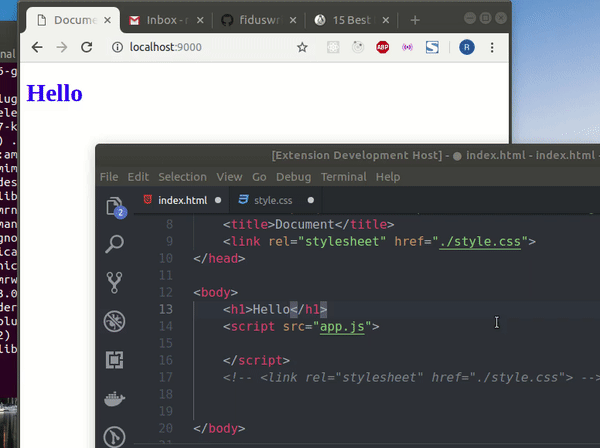 Docume
Inbox - r
fiduswr
15 Best
localhost:9000
ABP
R
Hello
[Extension Development Host] - ● index.html - index.html -
File Edit Selection View Go Debug Terminal Help
index.html ● style.css ●
2
8 <title>Document</title>
9 <link rel="stylesheet" href="./style.css">
10 </head>
11
12 <body>
13 <h1>Hello</h1>
14 <script src="app.js">
15
16 </script>
17 <!-- <link rel="stylesheet" href="./style.css"> -->
18
19
20 </body>